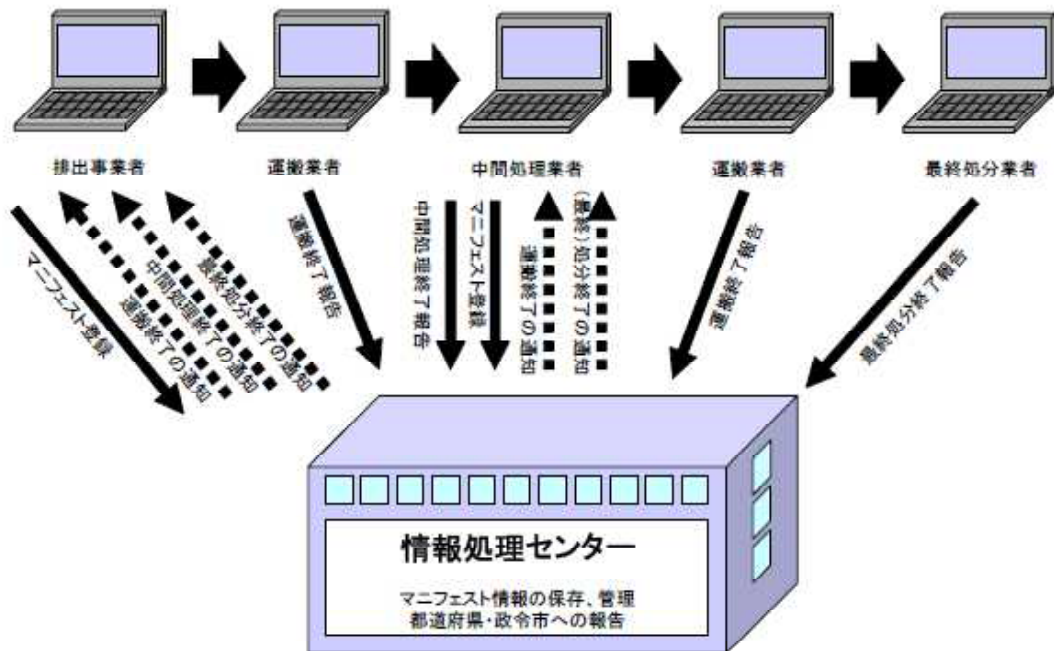 排出事業者
運搬業者
中間処理業者
運搬業者
最終処分業者
マニフェスト登録
運搬終了の通知
中間処理終了の通知
最終処分終了の通知
運搬終了報告
中間処理終了報告
マニフェスト登録
運搬終了の通知
(最終)処分終了の通知
運搬終了報告
最終処分終了報告
情報処理センター
マニフェスト情報の保存、管理
都道府県・政令市への報告